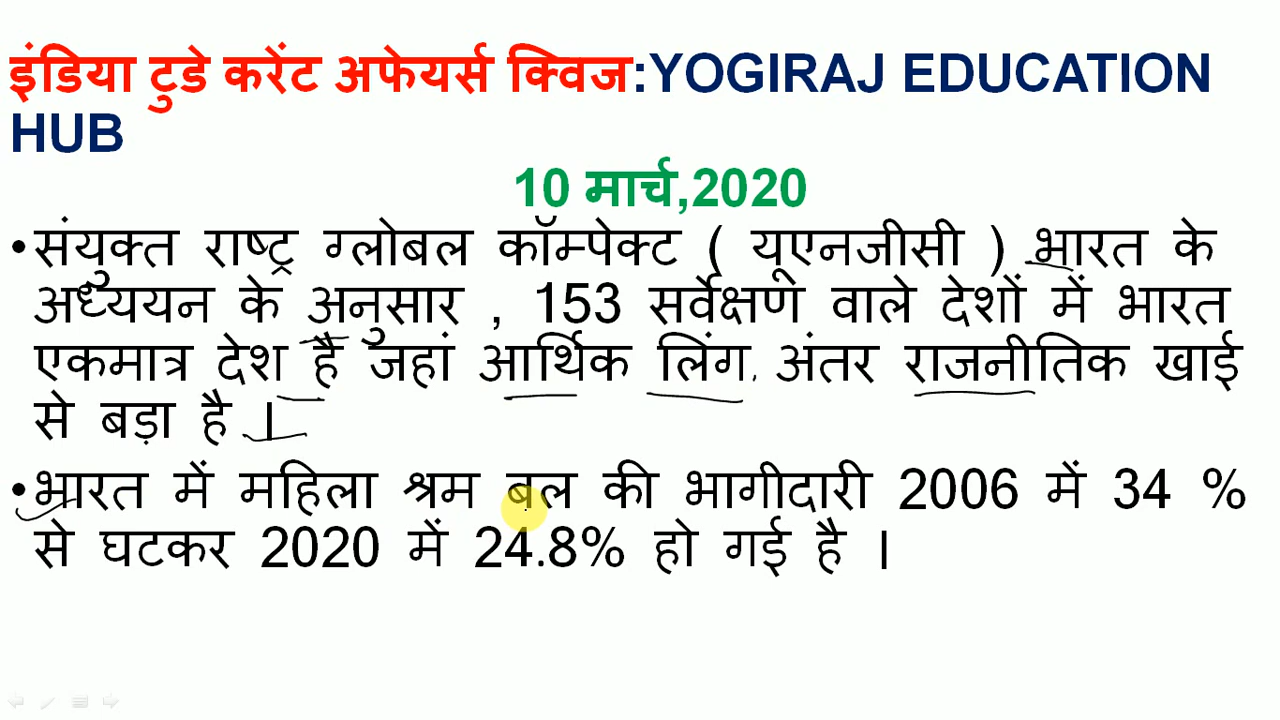 इंडिया टुडे करेंट अफेयर्स क्विज:YOGIRAJ EDUCATION
HUB
10 मार्च,2020
•संयुक्त राष्ट्र ग्लोबल कॉम्पेक्ट ( यूएनजीसी ) भारत के
अध्ययन के अनुसार , 153 सर्वेक्षण वाले देशों में भारत
एकमात्र देश है जहां आर्थिक लिंग अंतर राजनीतिक खाई
से बड़ा है ।
•भारत में महिला श्रम बल की भागीदारी 2006 में 34 %
से घटकर 2020 में 24.8% हो गई है ।